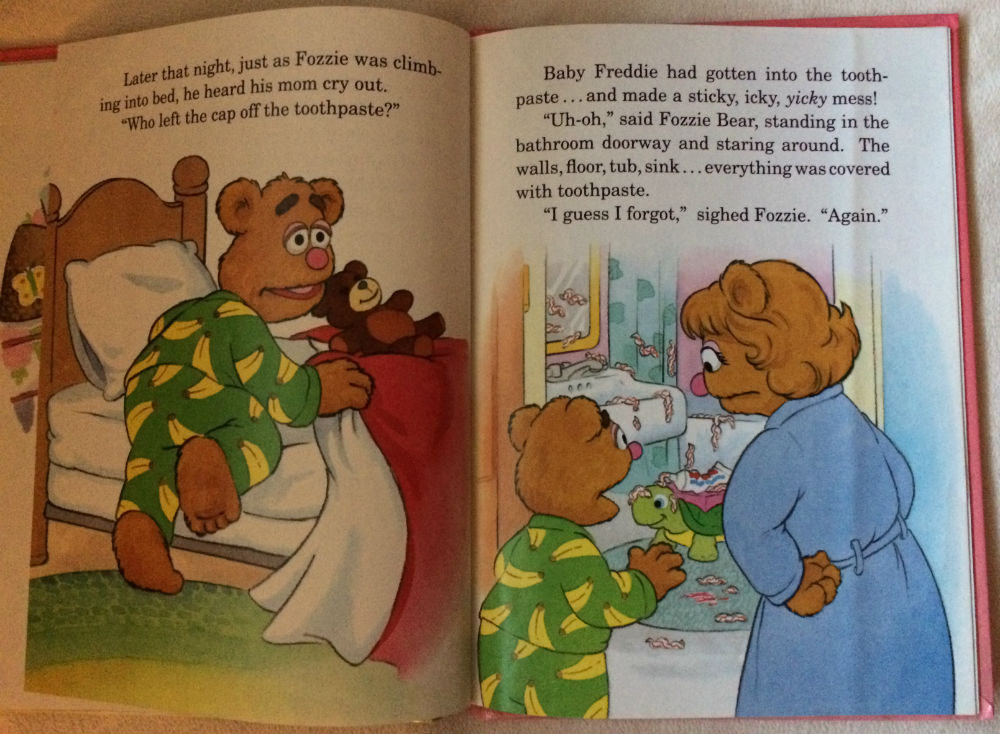 Later that night, just as Fozzie was climb-
ing into bed, he heard his mom cry out.
"Who left the cap off the toothpaste?"
Baby Freddie had gotten into the tooth-
paste...and made a sticky, icky, yicky mess!
"Uh-oh," said Fozzie Bear, standing in the
bathroom doorway and staring around. The
walls, floor, tub, sink...everything was covered
with toothpaste.
"I guess I forgot," sighed Fozzie. "Again."